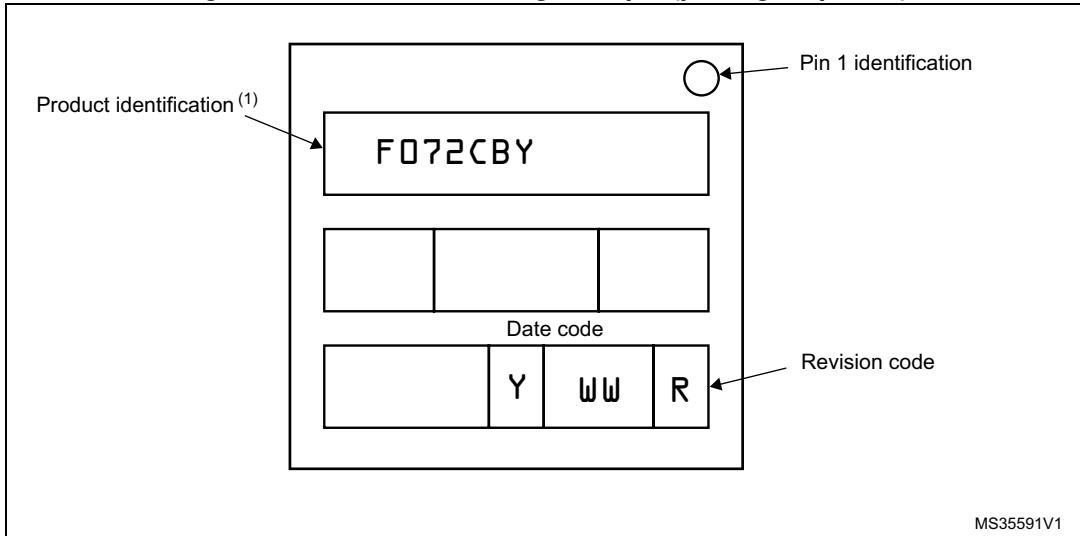 Pin 1 identification
Product identification (1)
F072CBY
Date code
Y WW R
Revision code
MS35591V1